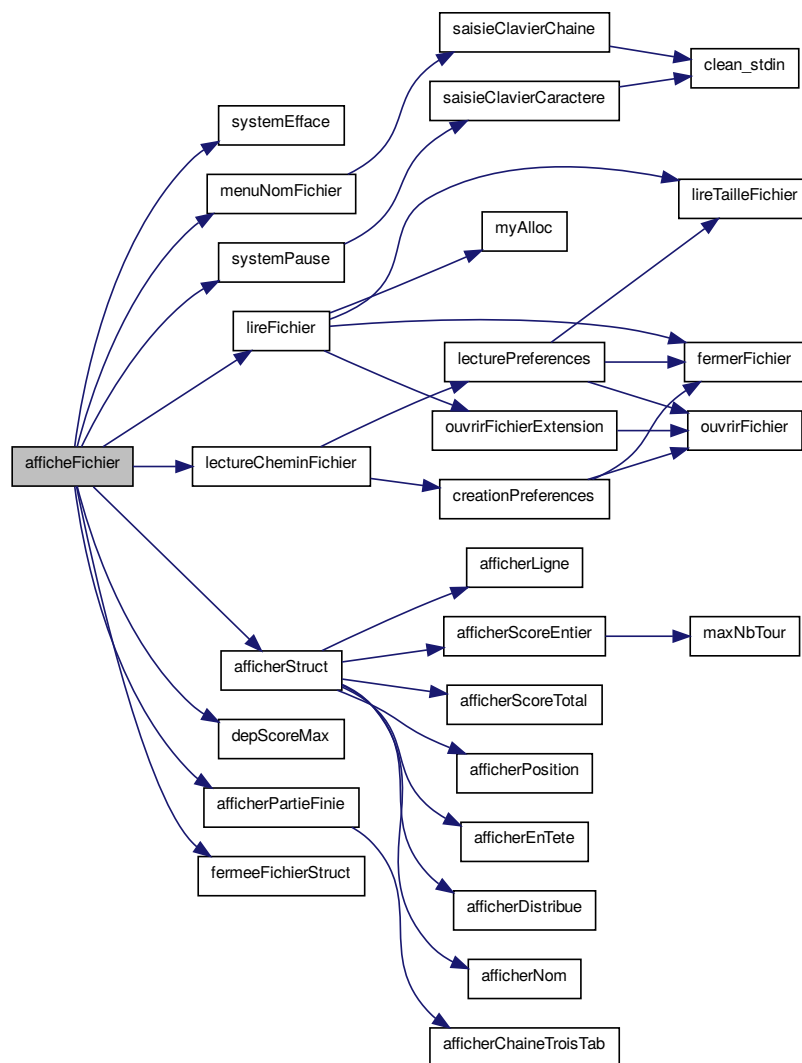 saisieClavierChaine
clean_stdin
saisieClavierCaractere
systemEfface
menuNomFichier
lireTailleFichier
myAlloc
systemPause
lireFichier
lecturePreferences
fermerFichier
ouvrirFichierExtension
ouvrirFichier
afficheFichier
lectureCheminFichier
creationPreferences
afficherLigne
afficherScoreEntier
maxNbTour
afficherStruct
afficherScoreTotal
depScoreMax
afficherPosition
afficherPartieFinie
afficherEnTete
fermeeFichierStruct
afficherDistribue
afficherNom
afficherChaineTroisTab